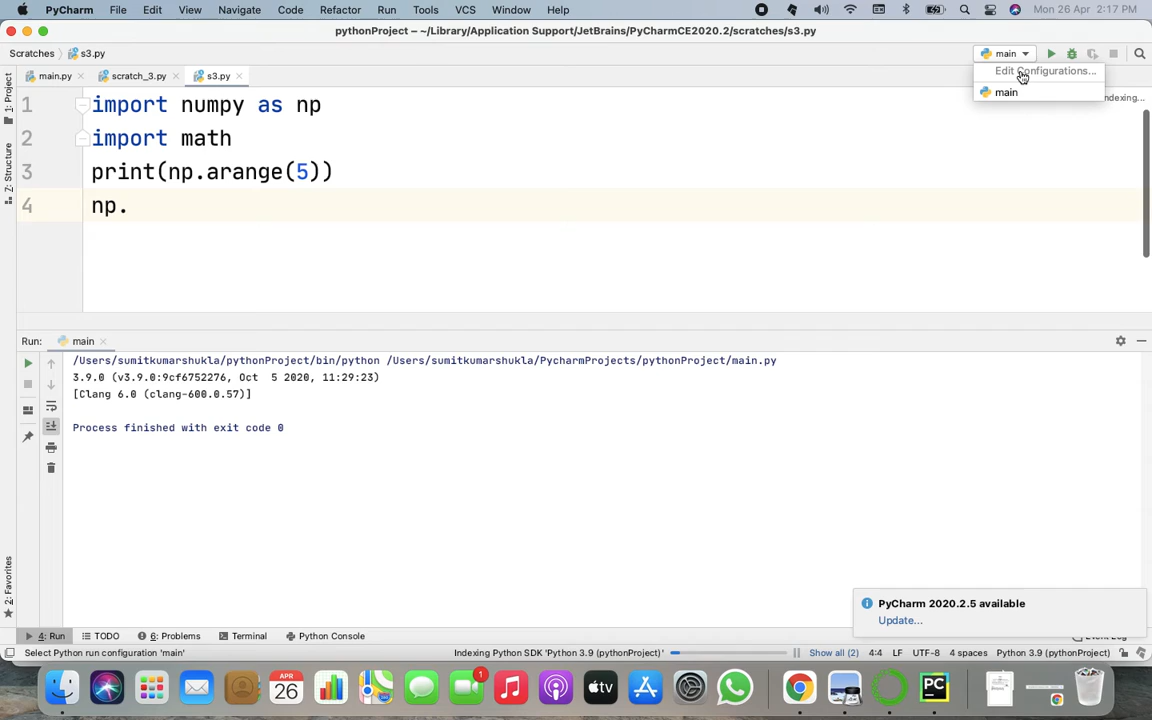 PyCharm File Edit View Navigate Code Refactor Run Tools VCS Window Help Mon 26 Apr 2:17 PM
pythonProject – ~/Library/Application Support/JetBrains/PyCharmCE2020.2/scratches/s3.py
Scratches s3.py main
main.py scratch_3.py s3.py
Edit Configurations...
main
ndexing...
1 import numpy as np
2 import math
3 print(np.arange(5))
4 np.
1: Project
7: Structure
2: Favorites
Run: main
/Users/sumitkumarshukla/pythonProject/bin/python /Users/sumitkumarshukla/PycharmProjects/pythonProject/main.py
3.9.0 (v3.9.0:9cf6752276, Oct  5 2020, 11:29:23)
[Clang 6.0 (clang-600.0.57)]
Process finished with exit code 0
PyCharm 2020.2.5 available
Update...
4: Run TODO 6: Problems Terminal Python Console Event Log
Select Python run configuration 'main' Indexing Python SDK 'Python 3.9 (pythonProject)' Show all (2) 4:4 LF UTF-8 4 spaces Python 3.9 (pythonProject)
APR
26
1
tv
PC